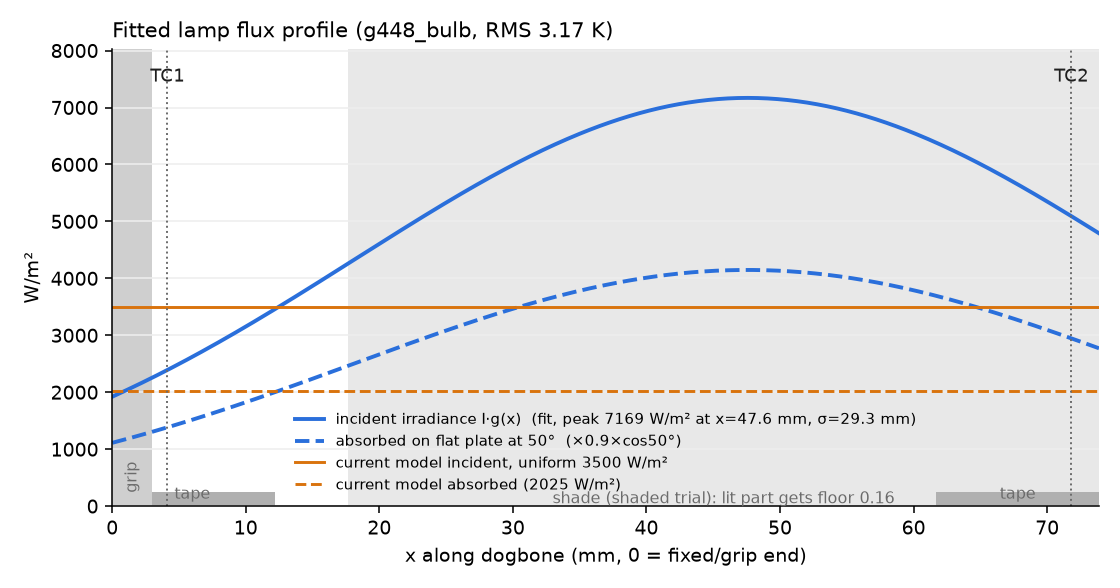 Fitted lamp flux profile (g448_bulb, RMS 3.17 K)
8000
7000
6000
5000
4000
3000
2000
1000
0
W/m²
TC1
TC2
incident irradiance I·g(x) (fit, peak 7169 W/m² at x=47.6 mm, σ=29.3 mm)
absorbed on flat plate at 50° (×0.9×cos50°)
current model incident, uniform 3500 W/m²
current model absorbed (2025 W/m²)
grip
tape
shade (shaded trial): lit part gets floor 0.16
tape
0 10 20 30 40 50 60 70
x along dogbone (mm, 0 = fixed/grip end)